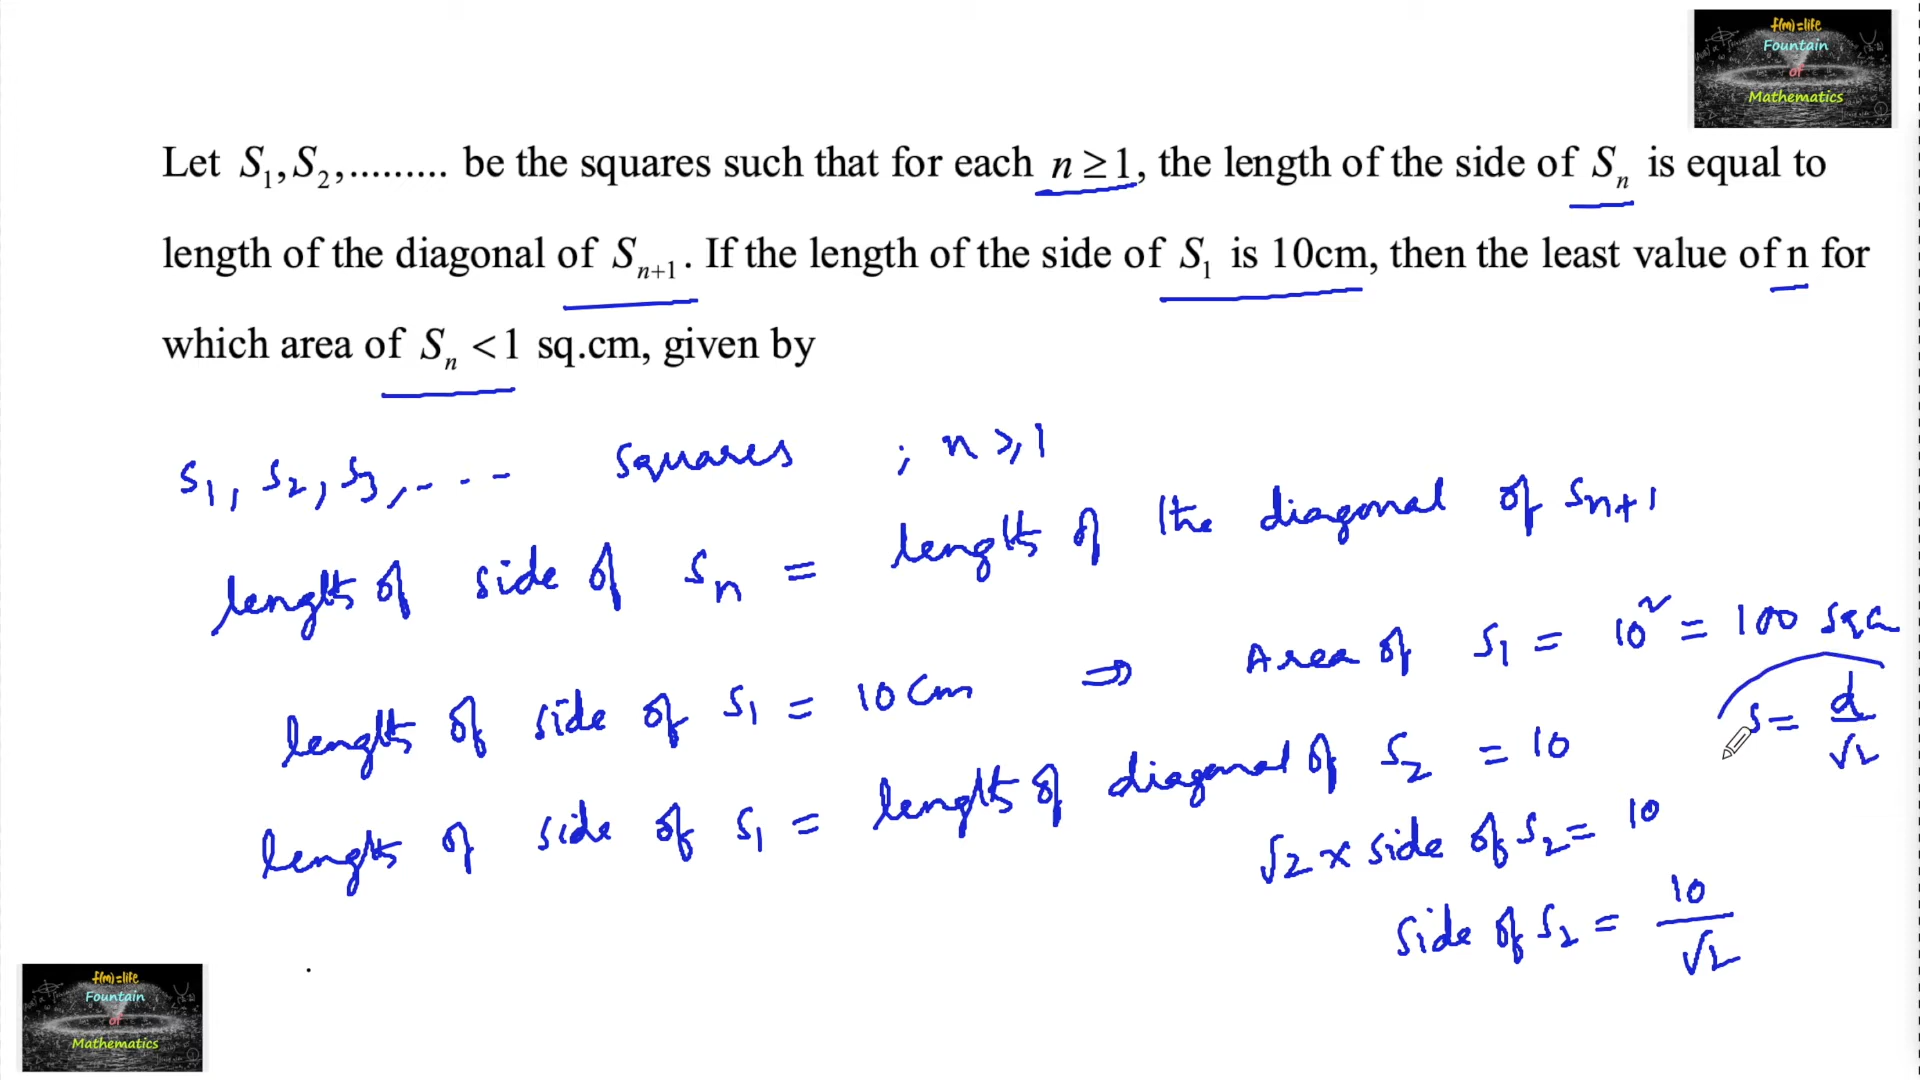 f(m)=life
Fountain
of
Mathematics
Let S₁,S₂,......... be the squares such that for each n ≥ 1, the length of the side of Sₙ is equal to
length of the diagonal of Sₙ₊₁. If the length of the side of S₁ is 10cm, then the least value of n for
which area of Sₙ < 1 sq.cm, given by
S₁, S₂, S₃, - - - squares ; n ≥ 1
length of side of Sₙ = length of the diagonal of Sₙ₊₁
length of side of S₁ = 10 cm ⇒ Area of S₁ = 10² = 100 sq
s = d/√2
length of side of S₁ = length of diagonal of S₂ = 10
√2 × side of S₂ = 10
side of S₂ = 10/√2
f(m)=life
Fountain
of
Mathematics